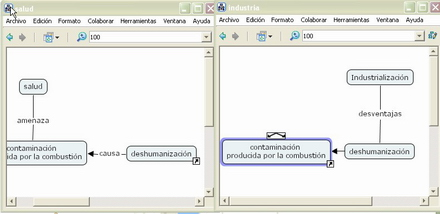 salud
Archivo Edición Formato Colaborar Herramientas Ventana Ayuda
100
salud
amenaza
contaminación
ida por la combustión
causa
deshumanización
industria
Archivo Edición Formato Colaborar Herramientas Ventana Ayuda
100
Industrialización
desventajas
contaminación
producida por la combustión
deshumanización